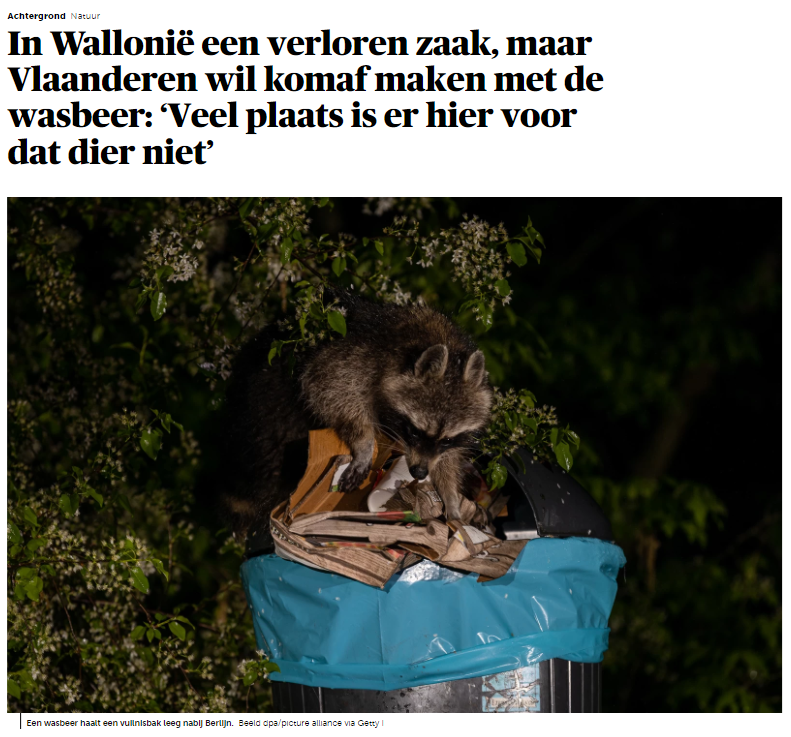 Achtergrond Natuur
In Wallonië een verloren zaak, maar
Vlaanderen wil komaf maken met de
wasbeer: ‘Veel plaats is er hier voor
dat dier niet’
Een wasbeer haalt een vuilnisbak leeg nabij Berlijn. Beeld dpa/picture alliance via Getty I